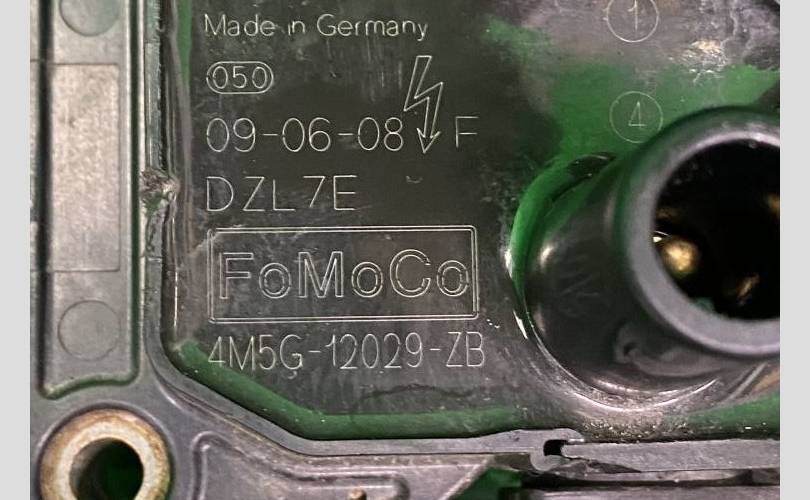 Made in Germany
050
09-06-08 F
DZL7E
FoMoCo
4M5G-12029-ZB
1
4